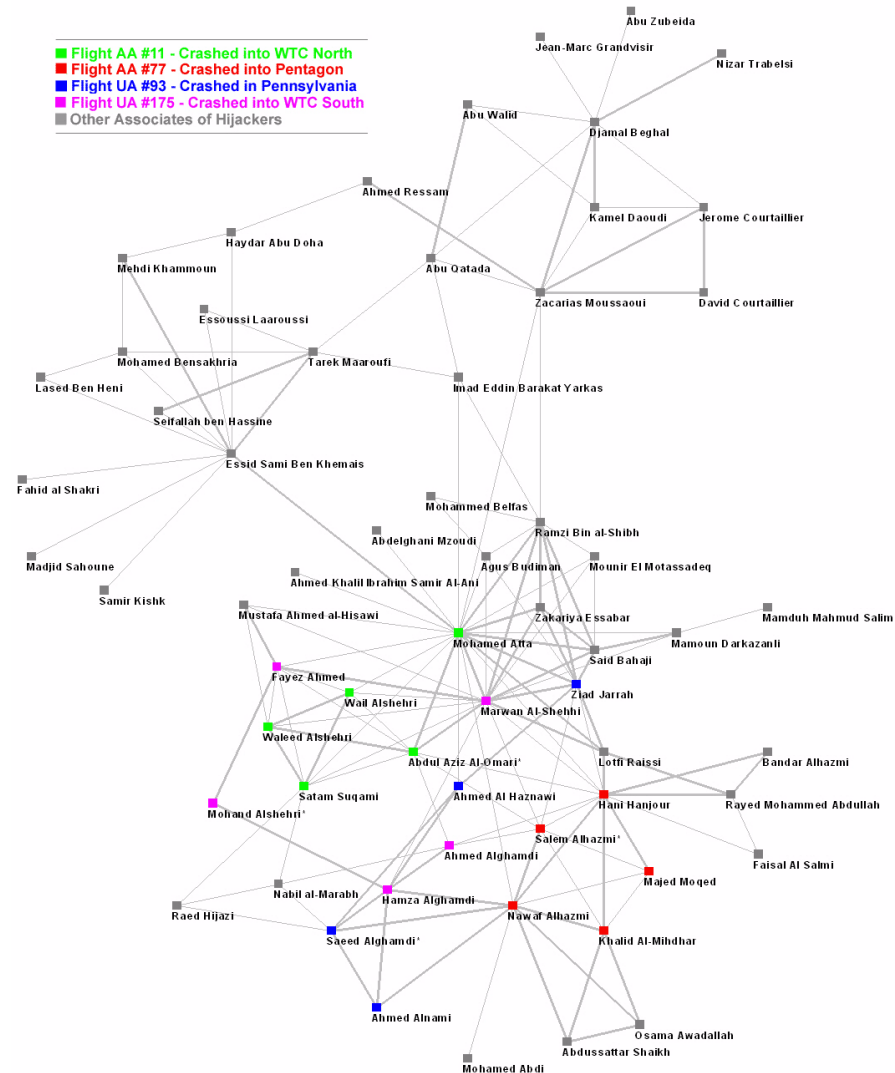 Abu Zubeida
Flight AA #11 - Crashed into WTC North
Jean-Marc Grandvisir
Flight AA #77 - Crashed into Pentagon
Nizar Trabelsi
Flight UA #93 - Crashed in Pennsylvania
Flight UA #175 - Crashed into WTC South
Other Associates of Hijackers
Abu Walid
Djamal Beghal
Ahmed Ressam
Kamel Daoudi
Jerome Courtaillier
Haydar Abu Doha
Mehdi Khammoun
Abu Qatada
Zacarias Moussaoui
David Courtaillier
Essoussi Laaroussi
Mohamed Bensakhria
Tarek Maaroufi
Lased Ben Heni
Imad Eddin Barakat Yarkas
Seifallah ben Hassine
Essid Sami Ben Khemais
Fahid al Shakri
Mohammed Belfas
Ramzi Bin al-Shibh
Abdelghani Mzoudi
Madjid Sahoune
Agus Budiman
Mounir El Motassadeq
Ahmed Khalil Ibrahim Samir Al-Ani
Samir Kishk
Mustafa Ahmed al-Hisawi
Zakariya Essabar
Mamduh Mahmud Salim
Mohamed Atta
Mamoun Darkazanli
Said Bahaji
Fayez Ahmed
Ziad Jarrah
Wail Alshehri
Marwan Al-Shehhi
Waleed Alshehri
Abdul Aziz Al-Omari*
Lotfi Raissi
Bandar Alhazmi
Satam Suqami
Ahmed Al Haznawi
Hani Hanjour
Rayed Mohammed Abdullah
Mohand Alshehri*
Salem Alhazmi*
Ahmed Alghamdi
Faisal Al Salmi
Majed Moqed
Nabil al-Marabh
Hamza Alghamdi
Raed Hijazi
Nawaf Alhazmi
Saeed Alghamdi*
Khalid Al-Mihdhar
Ahmed Alnami
Osama Awadallah
Abdussattar Shaikh
Mohamed Abdi